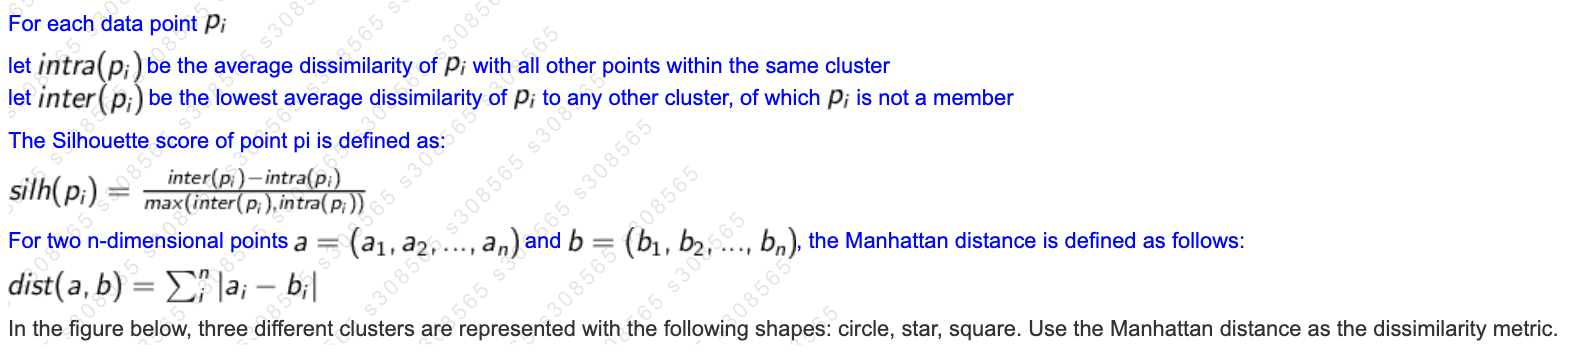 For each data point pᵢ
let intra(pᵢ) be the average dissimilarity of pᵢ with all other points within the same cluster
let inter(pᵢ) be the lowest average dissimilarity of pᵢ to any other cluster, of which pᵢ is not a member
The Silhouette score of point pi is defined as:
silh(pᵢ) = inter(pᵢ)−intra(pᵢ) / max(inter(pᵢ),intra(pᵢ))
For two n-dimensional points a = (a₁, a₂, ..., aₙ) and b = (b₁, b₂, ..., bₙ), the Manhattan distance is defined as follows:
dist(a, b) = ∑ᵢⁿ |aᵢ − bᵢ|
In the figure below, three different clusters are represented with the following shapes: circle, star, square. Use the Manhattan distance as the dissimilarity metric.
s308565